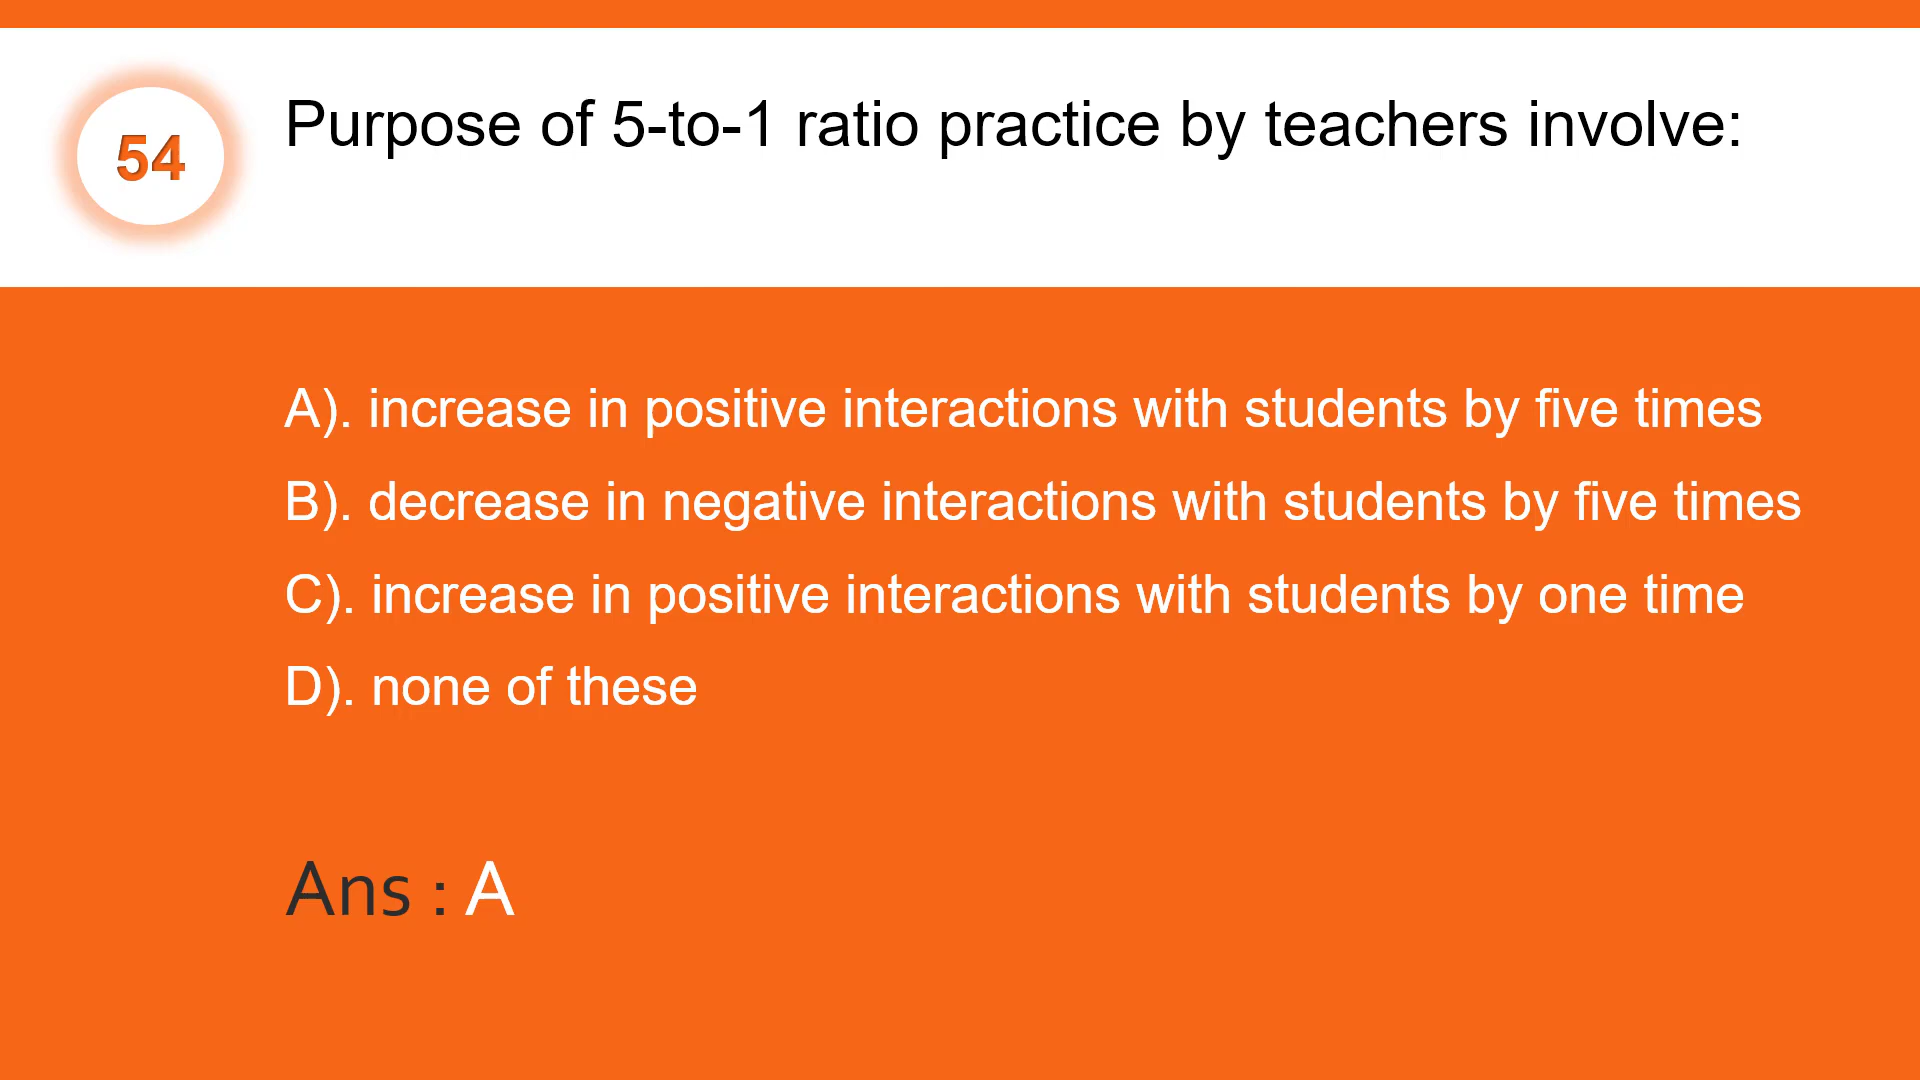 54
Purpose of 5-to-1 ratio practice by teachers involve:
A). increase in positive interactions with students by five times
B). decrease in negative interactions with students by five times
C). increase in positive interactions with students by one time
D). none of these
Ans : A